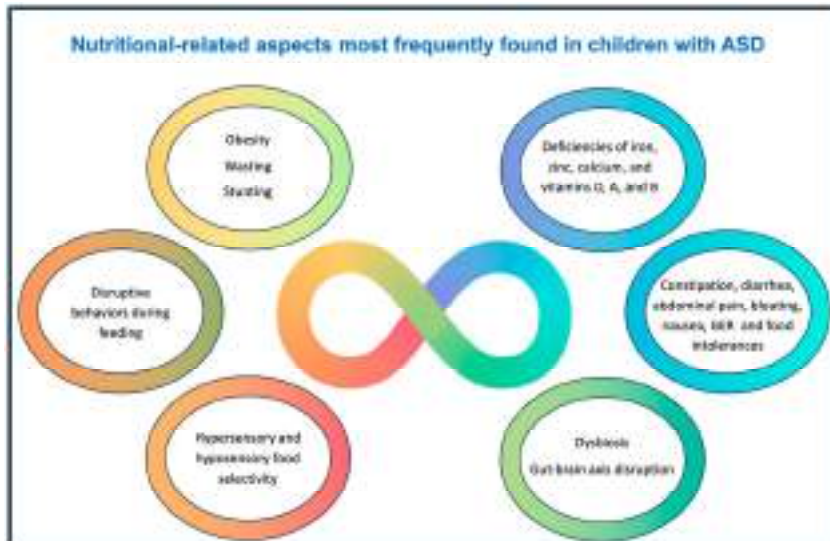 Nutritional-related aspects most frequently found in children with ASD
Obesity
Wasting
Stunting
Deficiencies of iron,
zinc, calcium, and
vitamins D, A, and B
Disruptive
behaviors during
feeding
Constipation, diarrhea,
abdominal pain, bloating,
nausea, GER and food
intolerances
Hypersensory and
hyposensory food
selectivity
Dysbiosis
Gut-brain axis disruption